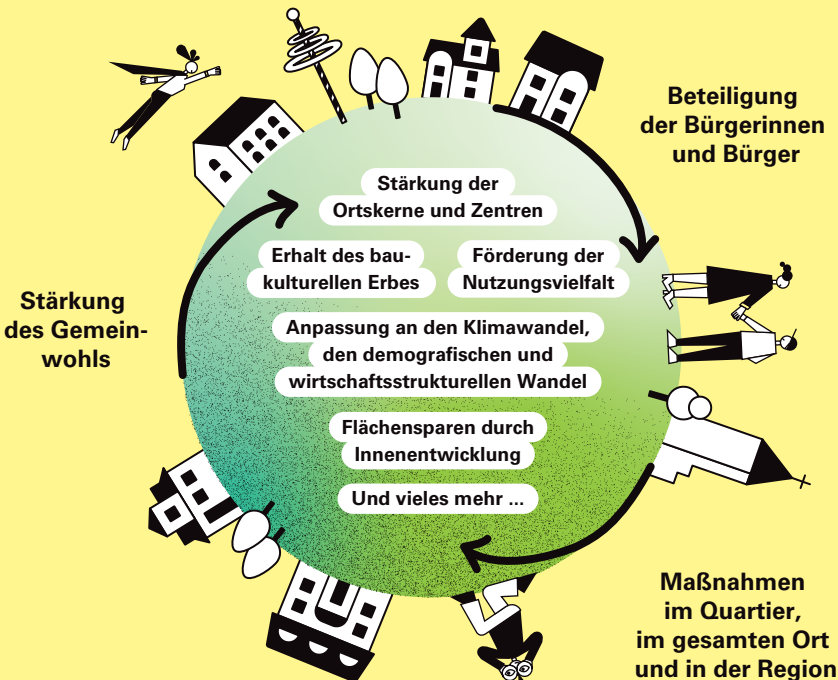 Beteiligung
der Bürgerinnen
und Bürger
Stärkung der
Ortskerne und Zentren
Erhalt des bau-
kulturellen Erbes
Förderung der
Nutzungsvielfalt
Stärkung
des Gemein-
wohls
Anpassung an den Klimawandel,
den demografischen und
wirtschaftsstrukturellen Wandel
Flächensparen durch
Innenentwicklung
Und vieles mehr ...
Maßnahmen
im Quartier,
im gesamten Ort
und in der Region